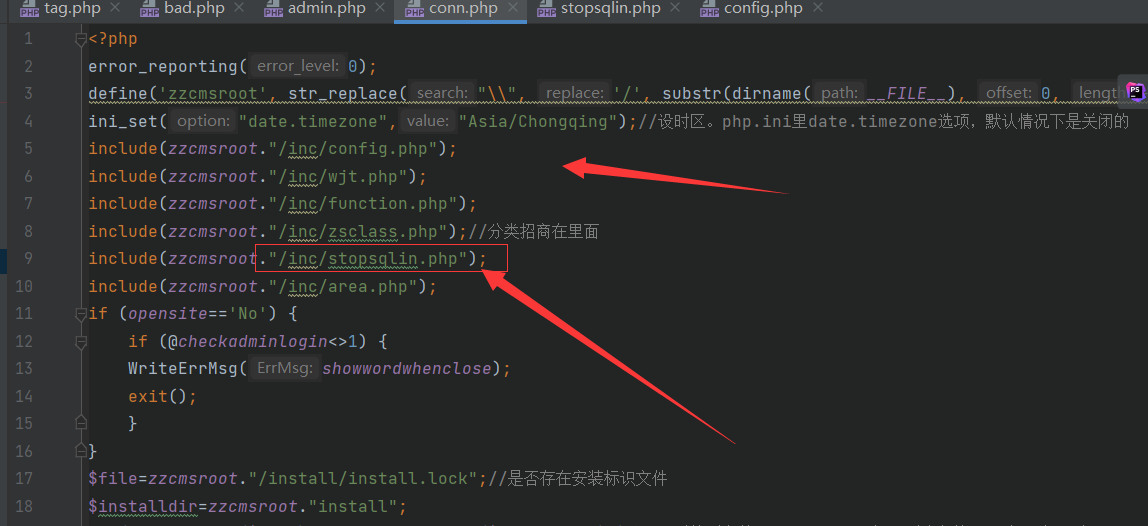 tag.php bad.php admin.php conn.php stopsqlin.php config.php
1 <?php
2 error_reporting( error_level: 0);
3 define('zzcmsroot', str_replace( search: "\\", replace: '/', substr(dirname( path: __FILE__), offset: 0, length
4 ini_set( option: "date.timezone", value: "Asia/Chongqing");//设时区。php.ini里date.timezone选项，默认情况下是关闭的
5 include(zzcmsroot."/inc/config.php");
6 include(zzcmsroot."/inc/wjt.php");
7 include(zzcmsroot."/inc/function.php");
8 include(zzcmsroot."/inc/zsclass.php");//分类招商在里面
9 include(zzcmsroot."/inc/stopsqlin.php");
10 include(zzcmsroot."/inc/area.php");
11 if (opensite=='No') {
12 if (@checkadminlogin<>1) {
13 WriteErrMsg( ErrMsg: showwordwhenclose);
14 exit();
15 }
16 }
17 $file=zzcmsroot."/install/install.lock";//是否存在安装标识文件
18 $installdir=zzcmsroot."install";